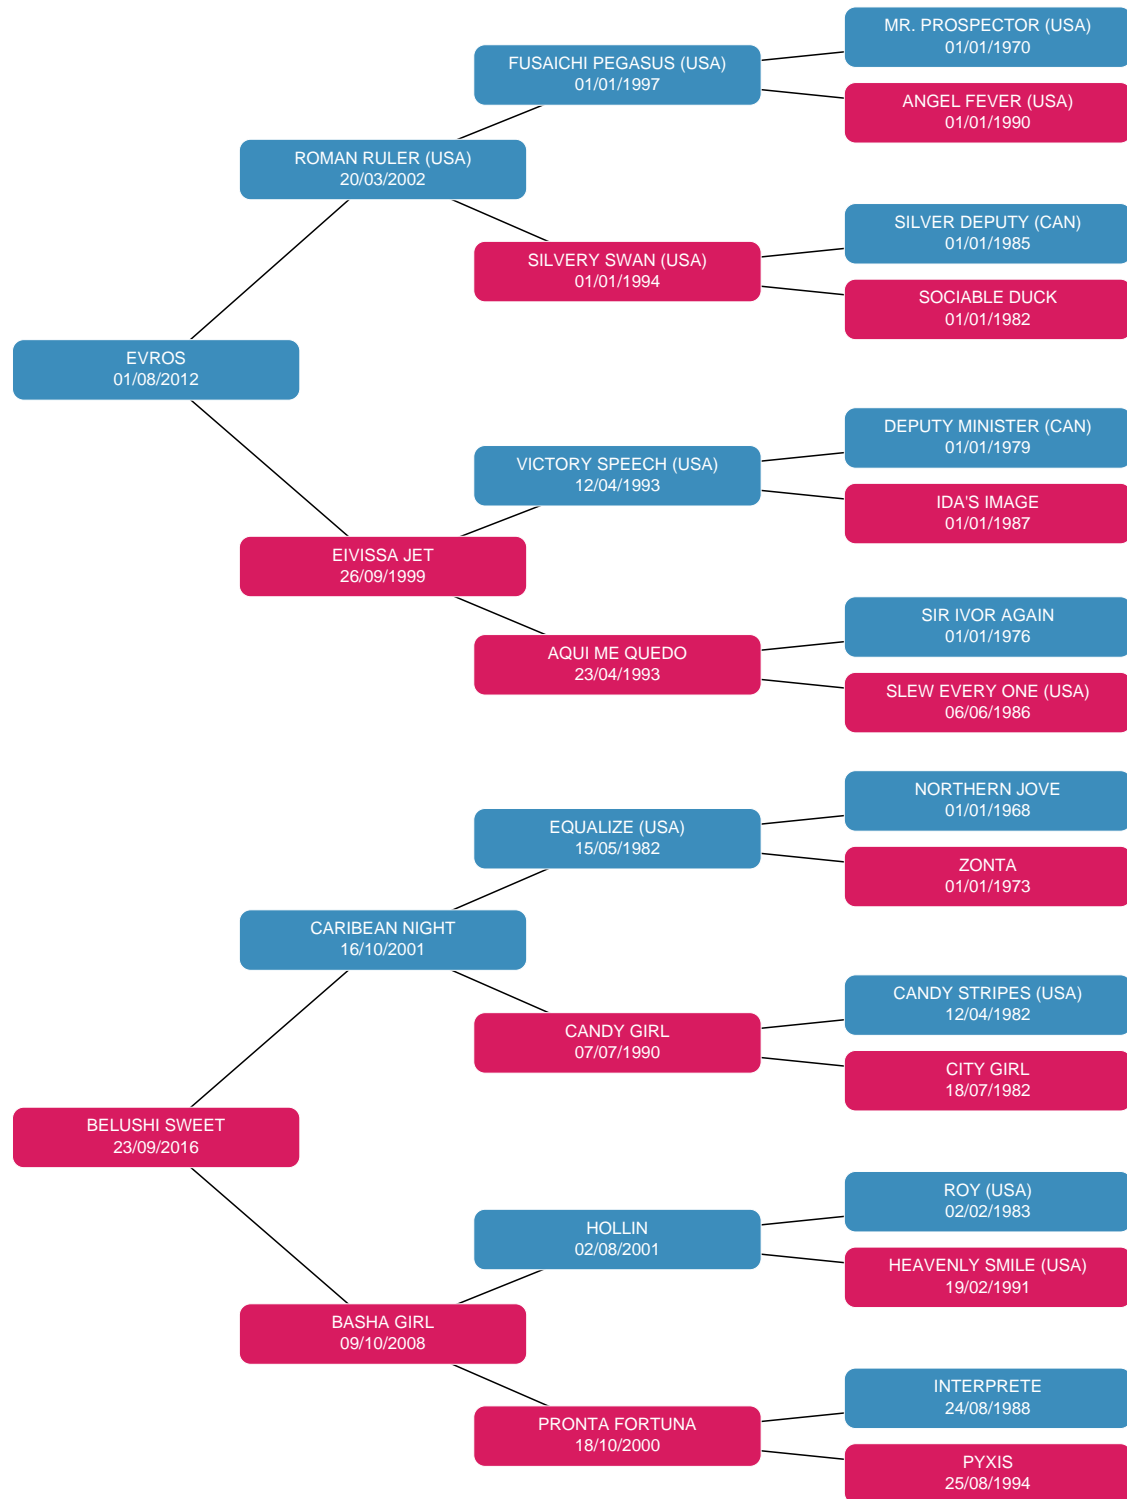 MR. PROSPECTOR (USA)
01/01/1970
FUSAICHI PEGASUS (USA)
01/01/1997
ANGEL FEVER (USA)
01/01/1990
ROMAN RULER (USA)
20/03/2002
SILVER DEPUTY (CAN)
01/01/1985
SILVERY SWAN (USA)
01/01/1994
SOCIABLE DUCK
01/01/1982
EVROS
01/08/2012
DEPUTY MINISTER (CAN)
01/01/1979
VICTORY SPEECH (USA)
12/04/1993
IDA'S IMAGE
01/01/1987
EIVISSA JET
26/09/1999
SIR IVOR AGAIN
01/01/1976
AQUI ME QUEDO
23/04/1993
SLEW EVERY ONE (USA)
06/06/1986
NORTHERN JOVE
01/01/1968
EQUALIZE (USA)
15/05/1982
ZONTA
01/01/1973
CARIBEAN NIGHT
16/10/2001
CANDY STRIPES (USA)
12/04/1982
CANDY GIRL
07/07/1990
CITY GIRL
18/07/1982
BELUSHI SWEET
23/09/2016
ROY (USA)
02/02/1983
HOLLIN
02/08/2001
HEAVENLY SMILE (USA)
19/02/1991
BASHA GIRL
09/10/2008
INTERPRETE
24/08/1988
PRONTA FORTUNA
18/10/2000
PYXIS
25/08/1994